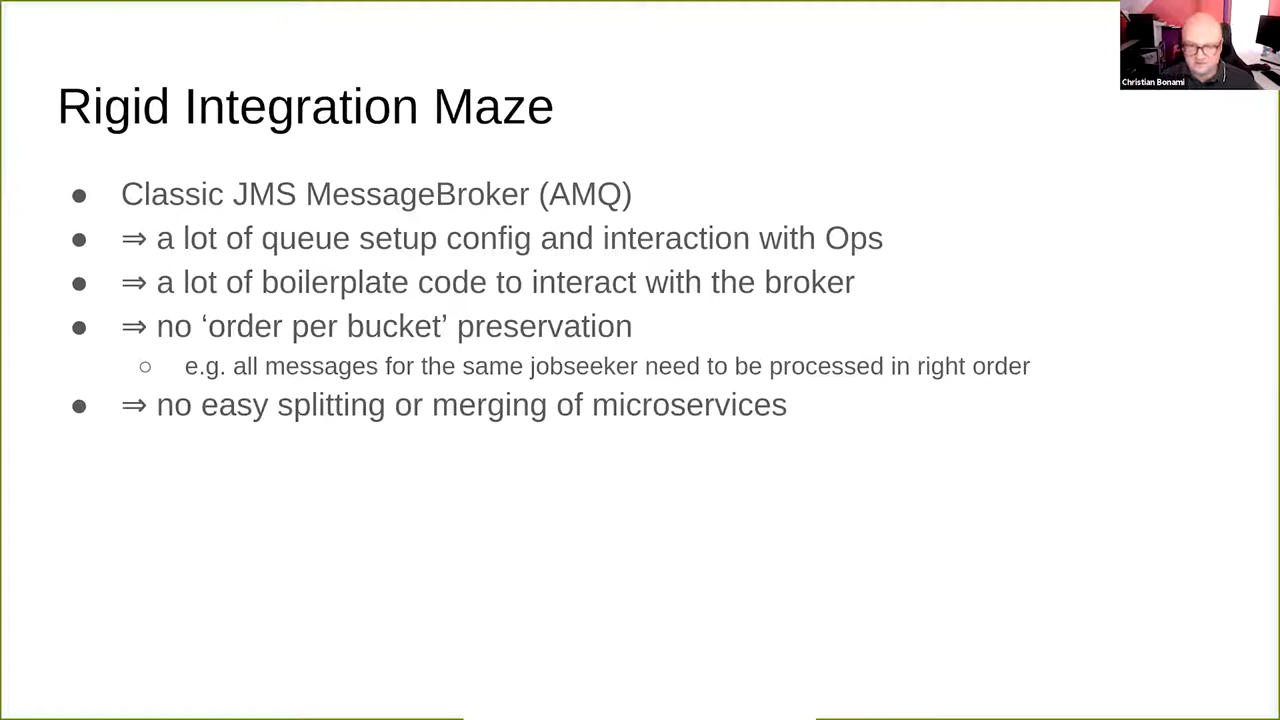 Christian Bonami
Rigid Integration Maze
● Classic JMS MessageBroker (AMQ)
● ⇒ a lot of queue setup config and interaction with Ops
● ⇒ a lot of boilerplate code to interact with the broker
● ⇒ no ‘order per bucket’ preservation
○ e.g. all messages for the same jobseeker need to be processed in right order
● ⇒ no easy splitting or merging of microservices